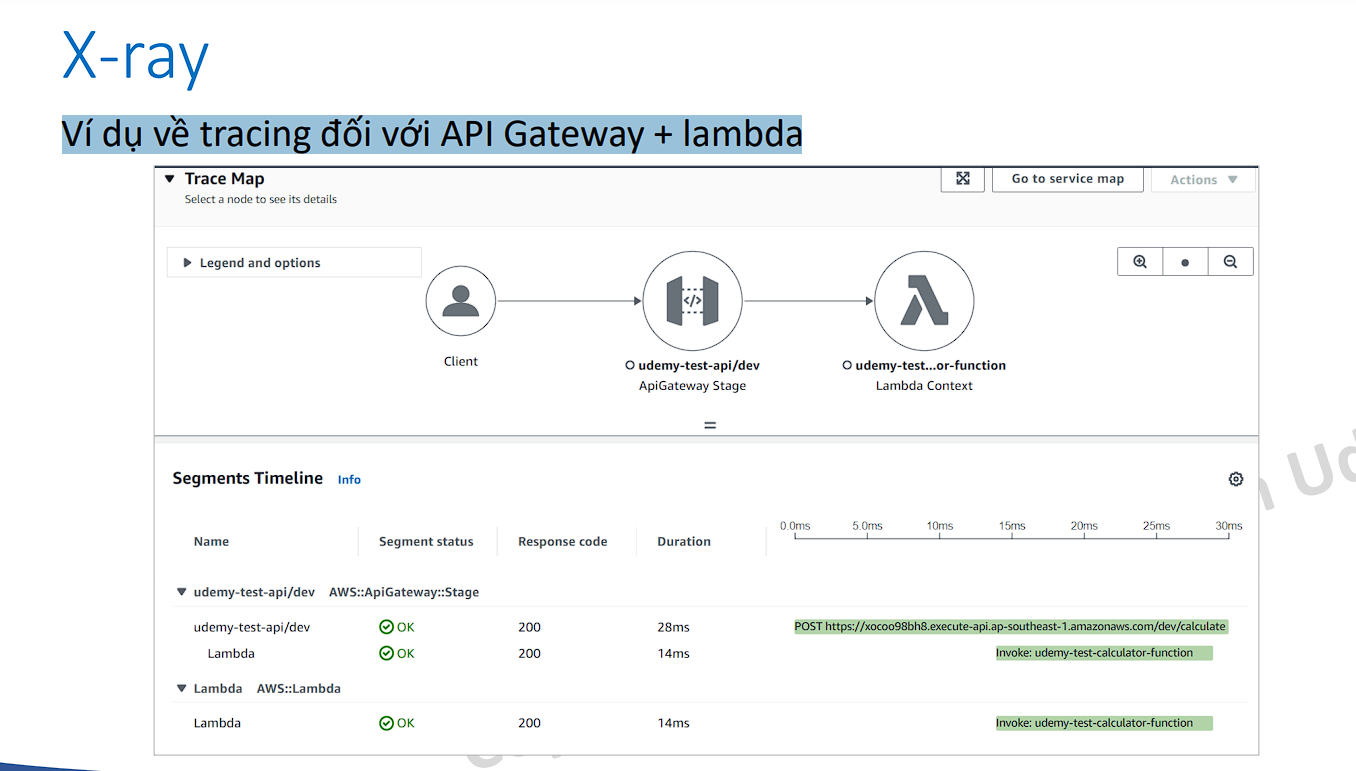 X-ray
Ví dụ về tracing đối với API Gateway + lambda
Trace Map
Select a node to see its details
Go to service map
Actions
Legend and options
Client
udemy-test-api/dev
ApiGateway Stage
udemy-test...or-function
Lambda Context
Segments Timeline Info
Name Segment status Response code Duration
0.0ms 5.0ms 10ms 15ms 20ms 25ms 30ms
udemy-test-api/dev AWS::ApiGateway::Stage
udemy-test-api/dev OK 200 28ms POST https://xocoo98bh8.execute-api.ap-southeast-1.amazonaws.com/dev/calculate
Lambda OK 200 14ms Invoke: udemy-test-calculator-function
Lambda AWS::Lambda
Lambda OK 200 14ms Invoke: udemy-test-calculator-function